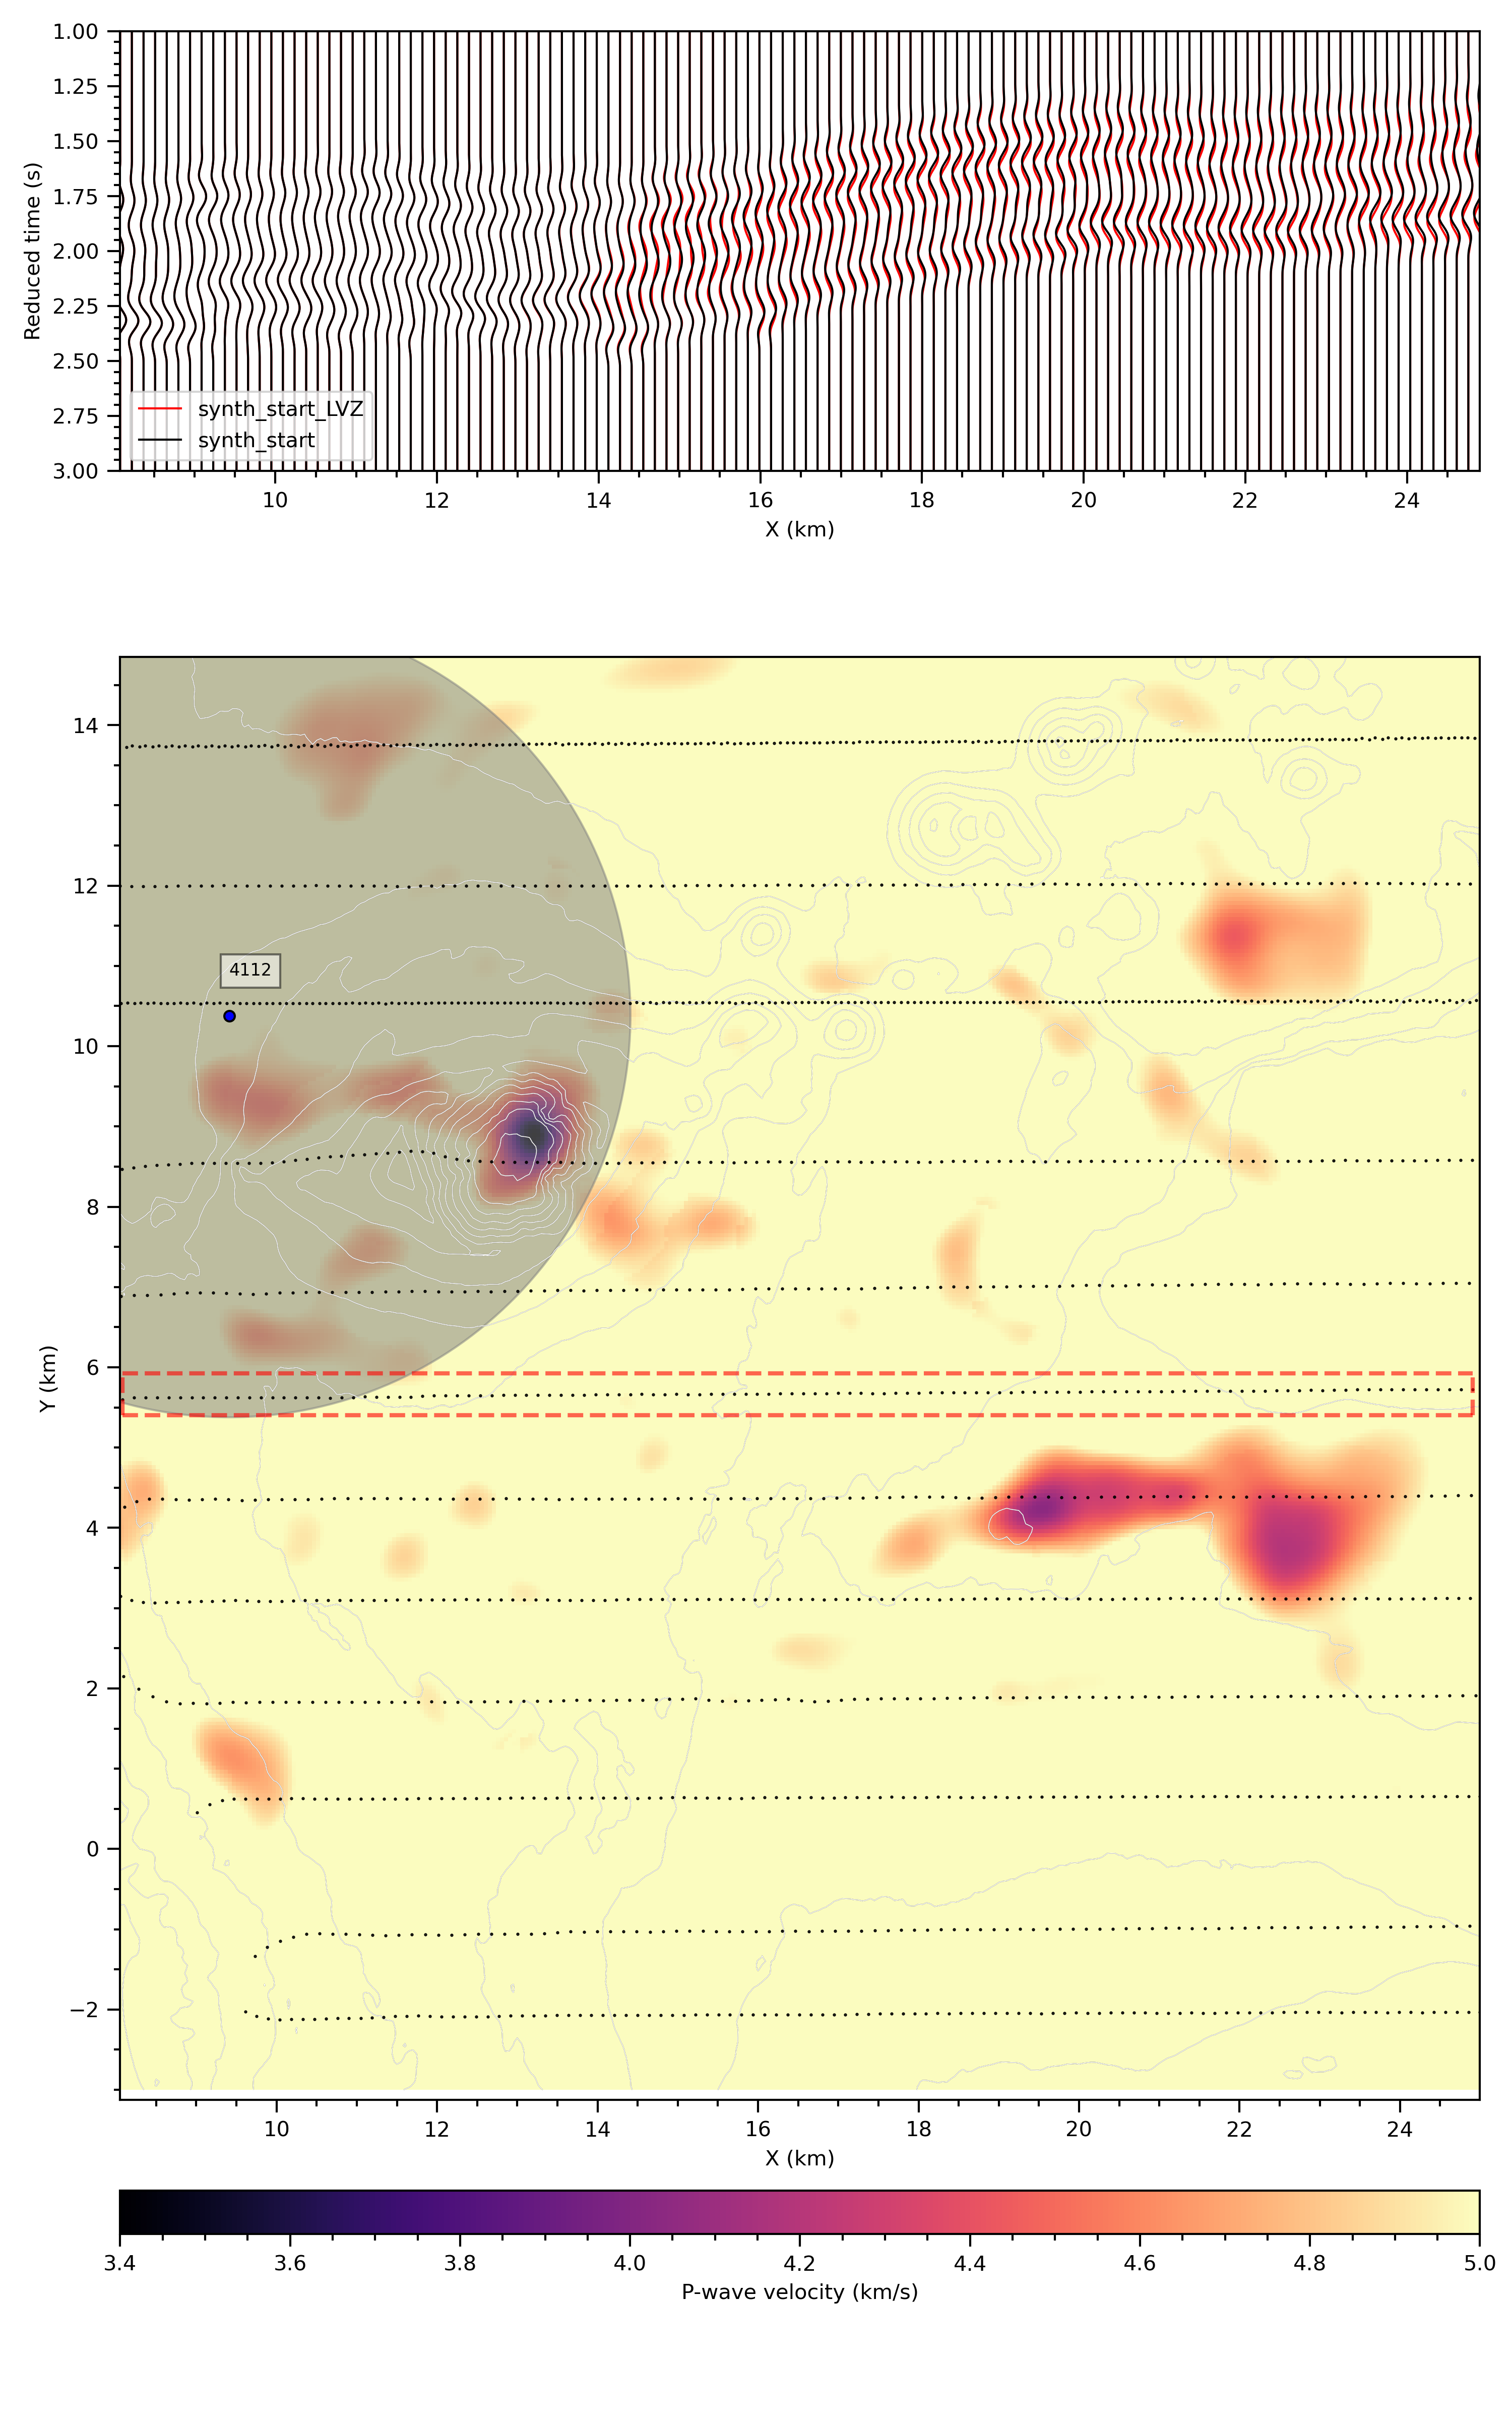 1.00
1.25
1.50
1.75
2.00
2.25
2.50
2.75
3.00
Reduced time (s)
synth_start_LVZ
synth_start
10 12 14 16 18 20 22 24
X (km)
14
12
10
8
6
4
2
0
−2
Y (km)
4112
10 12 14 16 18 20 22 24
X (km)
3.4 3.6 3.8 4.0 4.2 4.4 4.6 4.8 5.0
P-wave velocity (km/s)